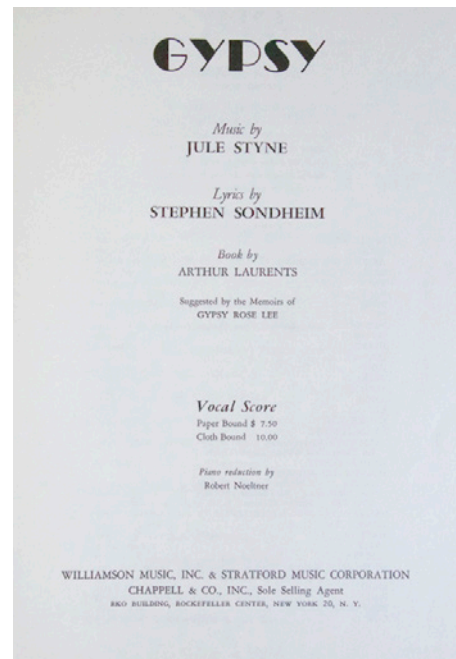 GYPSY
Music by
JULE STYNE
Lyrics by
STEPHEN SONDHEIM
Book by
ARTHUR LAURENTS
Suggested by the Memoirs of
GYPSY ROSE LEE
Vocal Score
Paper Bound $ 7.50
Cloth Bound 10.00
Piano reduction by
Robert Noeltner
WILLIAMSON MUSIC, INC. & STRATFORD MUSIC CORPORATION
CHAPPELL & CO., INC., Sole Selling Agent
RKO BUILDING, ROCKEFELLER CENTER, NEW YORK 20, N. Y.